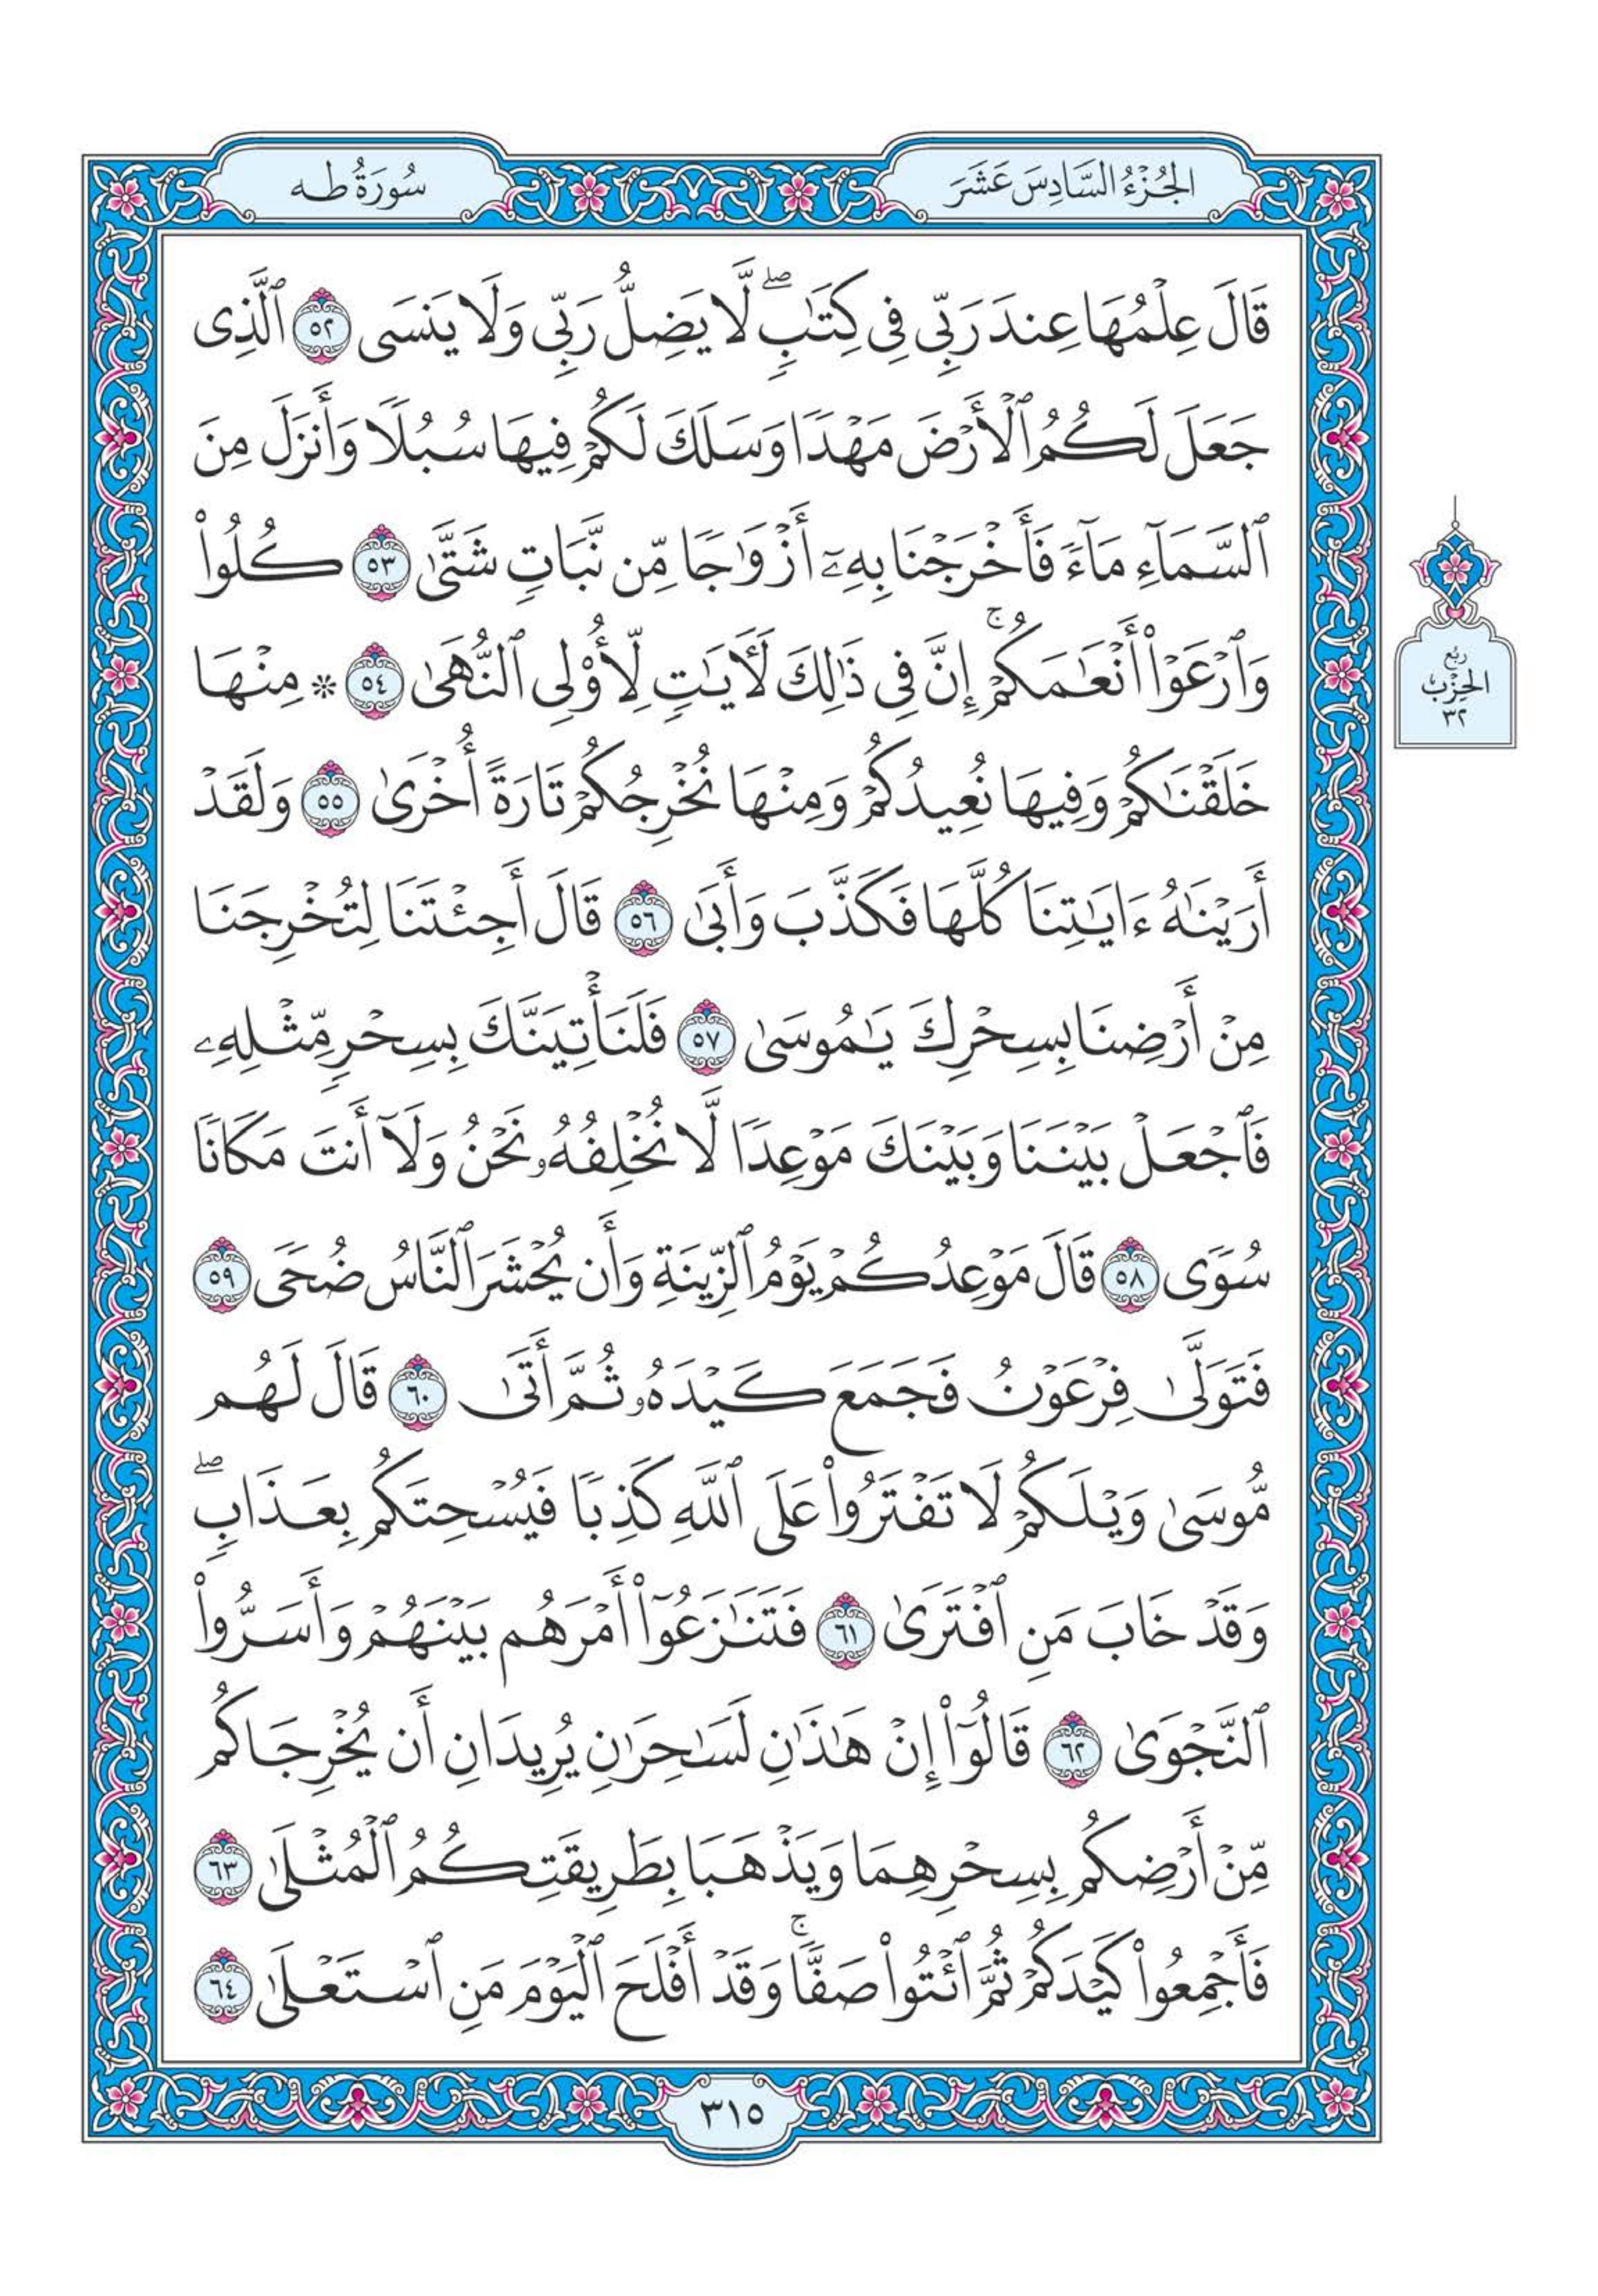 الجُزْءُ السَّادِسَ عَشَرَ
سُورَةُ طه
قَالَ عِلْمُهَا عِندَ رَبِّى فِى كِتَٰبٍۖ لَّا يَضِلُّ رَبِّى وَلَا يَنسَى ٥٢ ٱلَّذِى
جَعَلَ لَكُمُ ٱلْأَرْضَ مَهْدًا وَسَلَكَ لَكُمْ فِيهَا سُبُلًا وَأَنزَلَ مِنَ
ٱلسَّمَآءِ مَآءً فَأَخْرَجْنَا بِهِۦٓ أَزْوَٰجًا مِّن نَّبَاتٍ شَتَّىٰ ٥٣ كُلُوا۟
وَٱرْعَوْا۟ أَنْعَٰمَكُمْۚ إِنَّ فِى ذَٰلِكَ لَءَايَٰتٍ لِّأُو۟لِى ٱلنُّهَىٰ ٥٤ * مِنْهَا
خَلَقْنَٰكُمْ وَفِيهَا نُعِيدُكُمْ وَمِنْهَا نُخْرِجُكُمْ تَارَةً أُخْرَىٰ ٥٥ وَلَقَدْ
أَرَيْنَٰهُ ءَايَٰتِنَا كُلَّهَا فَكَذَّبَ وَأَبَىٰ ٥٦ قَالَ أَجِئْتَنَا لِتُخْرِجَنَا
مِنْ أَرْضِنَا بِسِحْرِكَ يَٰمُوسَىٰ ٥٧ فَلَنَأْتِيَنَّكَ بِسِحْرٍ مِّثْلِهِۦ
فَٱجْعَلْ بَيْنَنَا وَبَيْنَكَ مَوْعِدًا لَّا نُخْلِفُهُۥ نَحْنُ وَلَآ أَنتَ مَكَانًا
سُوًى ٥٨ قَالَ مَوْعِدُكُمْ يَوْمُ ٱلزِّينَةِ وَأَن يُحْشَرَ ٱلنَّاسُ ضُحًى ٥٩
فَتَوَلَّىٰ فِرْعَوْنُ فَجَمَعَ كَيْدَهُۥ ثُمَّ أَتَىٰ ٦٠ قَالَ لَهُم
مُّوسَىٰ وَيْلَكُمْ لَا تَفْتَرُوا۟ عَلَى ٱللَّهِ كَذِبًا فَيُسْحِتَكُم بِعَذَابٍۖ
وَقَدْ خَابَ مَنِ ٱفْتَرَىٰ ٦١ فَتَنَٰزَعُوٓا۟ أَمْرَهُم بَيْنَهُمْ وَأَسَرُّوا۟
ٱلنَّجْوَىٰ ٦٢ قَالُوٓا۟ إِنْ هَٰذَٰنِ لَسَٰحِرَٰنِ يُرِيدَانِ أَن يُخْرِجَاكُم
مِّنْ أَرْضِكُم بِسِحْرِهِمَا وَيَذْهَبَا بِطَرِيقَتِكُمُ ٱلْمُثْلَىٰ ٦٣
فَأَجْمِعُوا۟ كَيْدَكُمْ ثُمَّ ٱئْتُوا۟ صَفًّاۚ وَقَدْ أَفْلَحَ ٱلْيَوْمَ مَنِ ٱسْتَعْلَىٰ ٦٤
ربع
الحِزْب
٣٢
٣١٥